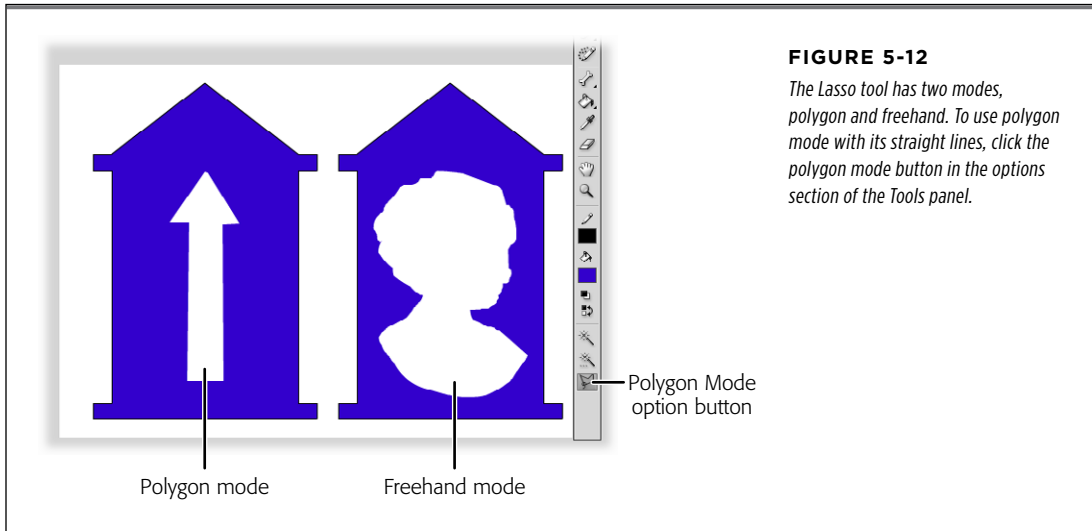 FIGURE 5-12
The Lasso tool has two modes,
polygon and freehand. To use polygon
mode with its straight lines, click the
polygon mode button in the options
section of the Tools panel.
Polygon Mode
option button
Polygon mode
Freehand mode